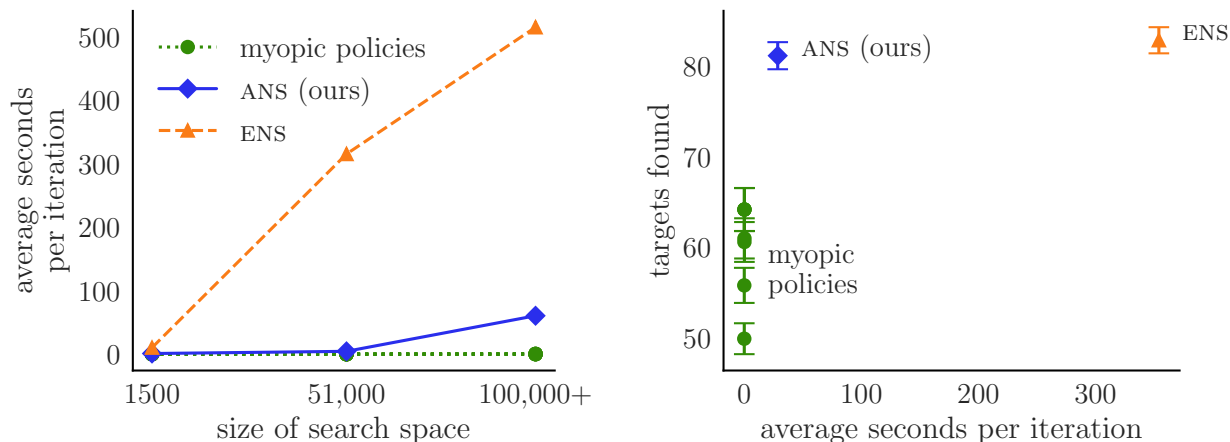 500
400
300
200
100
0
average seconds
per iteration
myopic policies
ANS (ours)
ENS
1500
51,000
100,000+
size of search space
80
70
60
50
targets found
ANS (ours)
ENS
myopic
policies
0
100
200
300
average seconds per iteration